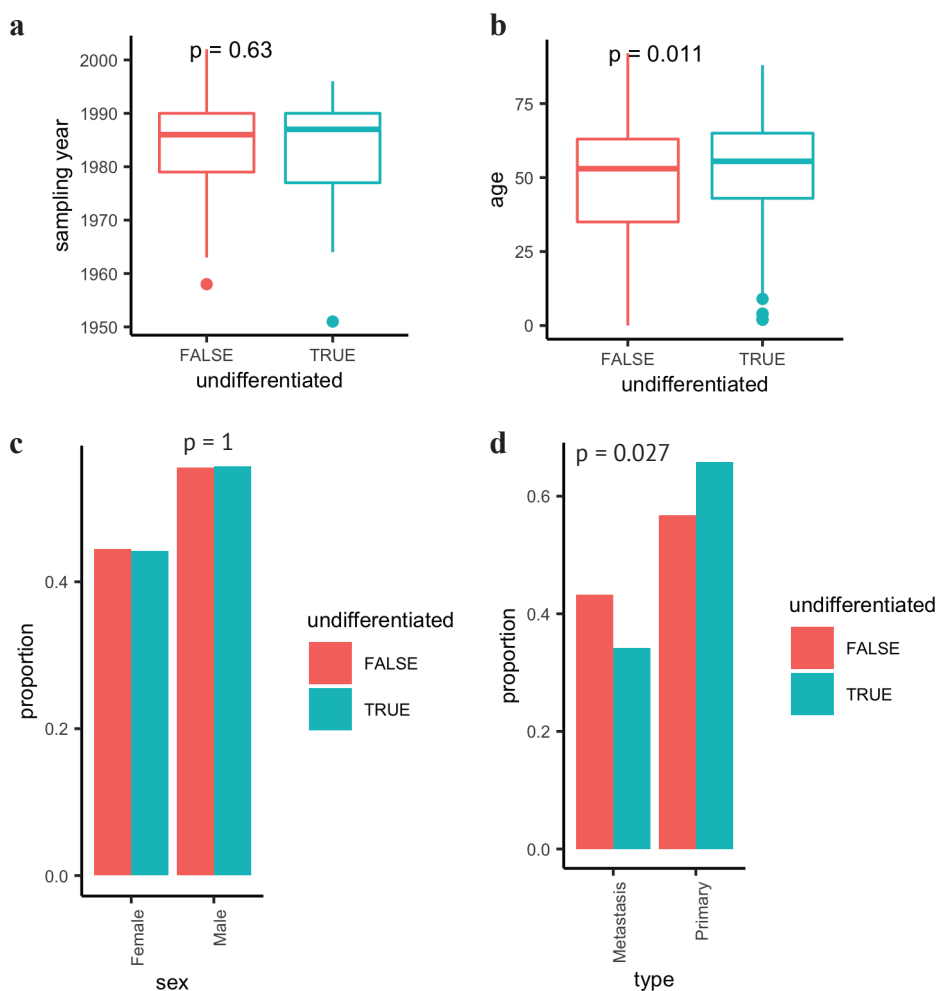 a
p = 0.63
sampling year
2000
1990
1980
1970
1960
1950
FALSE
TRUE
undifferentiated
b
p = 0.011
age
75
50
25
0
FALSE
TRUE
undifferentiated
c
p = 1
proportion
0.4
0.2
0.0
Female
Male
sex
undifferentiated
FALSE
TRUE
d
p = 0.027
proportion
0.6
0.4
0.2
0.0
Metastasis
Primary
type
undifferentiated
FALSE
TRUE